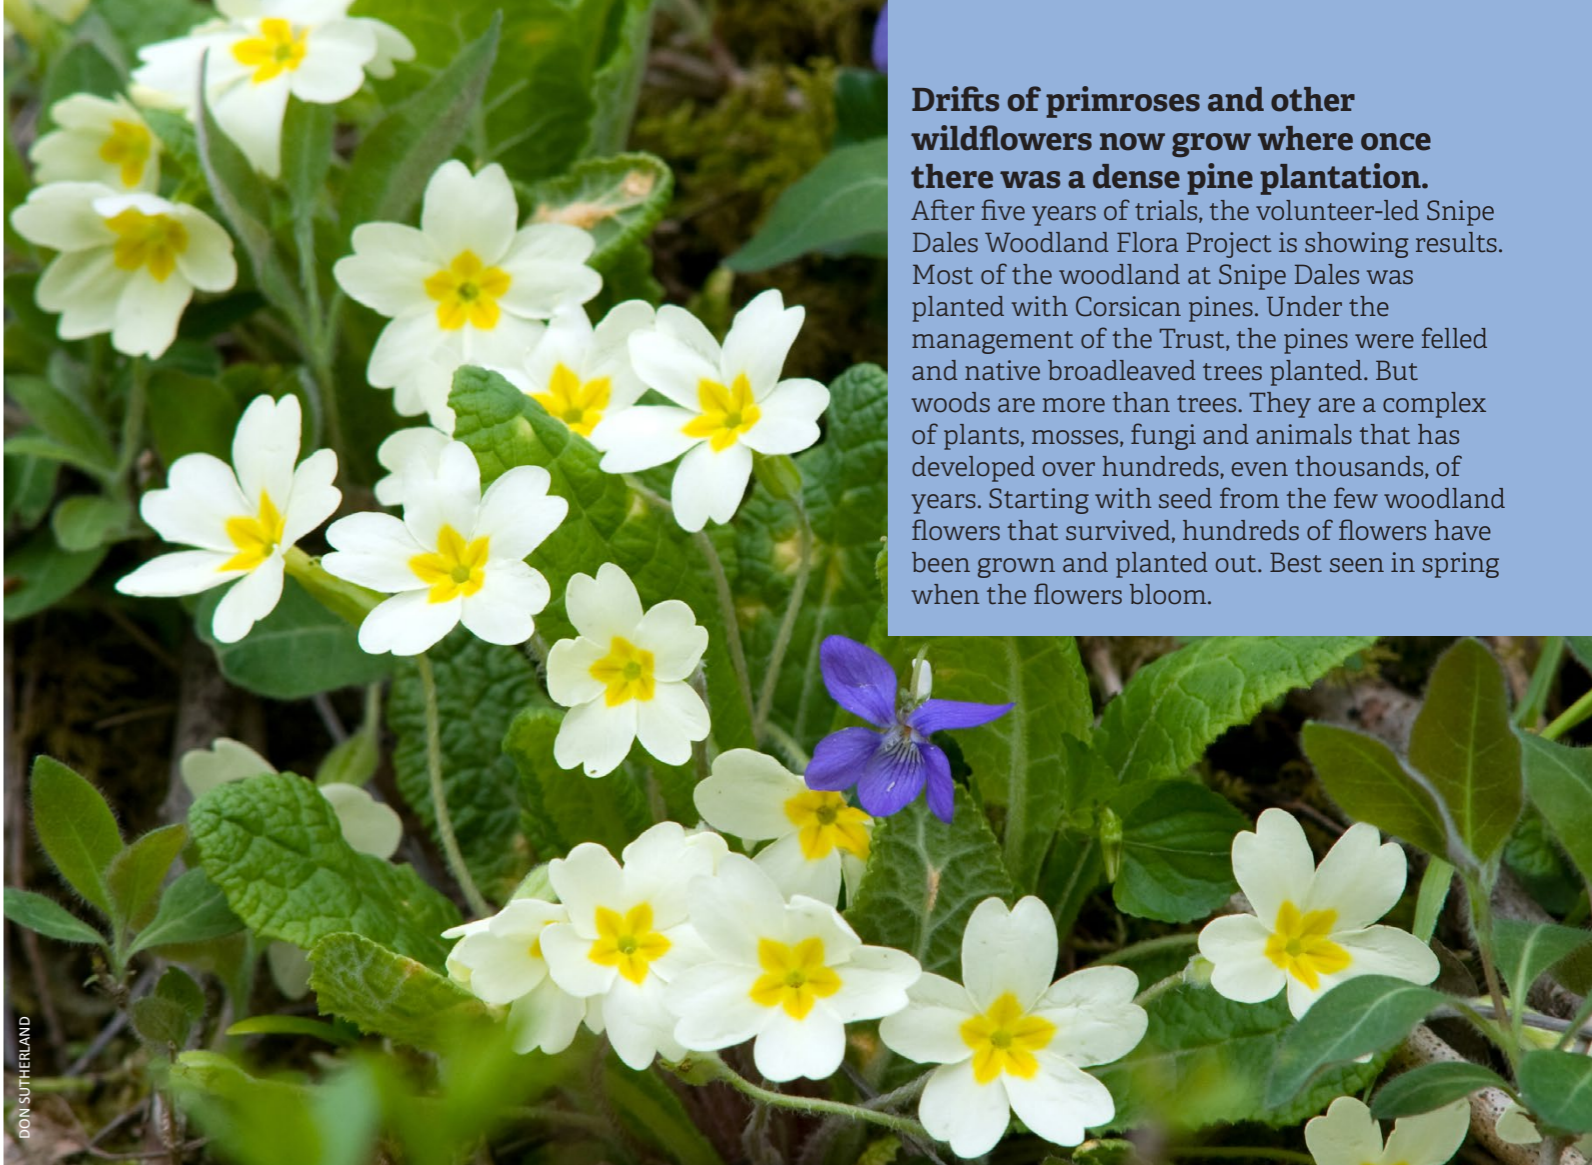 Drifts of primroses and other
wildflowers now grow where once
there was a dense pine plantation.
After five years of trials, the volunteer-led Snipe
Dales Woodland Flora Project is showing results.
Most of the woodland at Snipe Dales was
planted with Corsican pines. Under the
management of the Trust, the pines were felled
and native broadleaved trees planted. But
woods are more than trees. They are a complex
of plants, mosses, fungi and animals that has
developed over hundreds, even thousands, of
years. Starting with seed from the few woodland
flowers that survived, hundreds of flowers have
been grown and planted out. Best seen in spring
when the flowers bloom.
DON SUTHERLAND